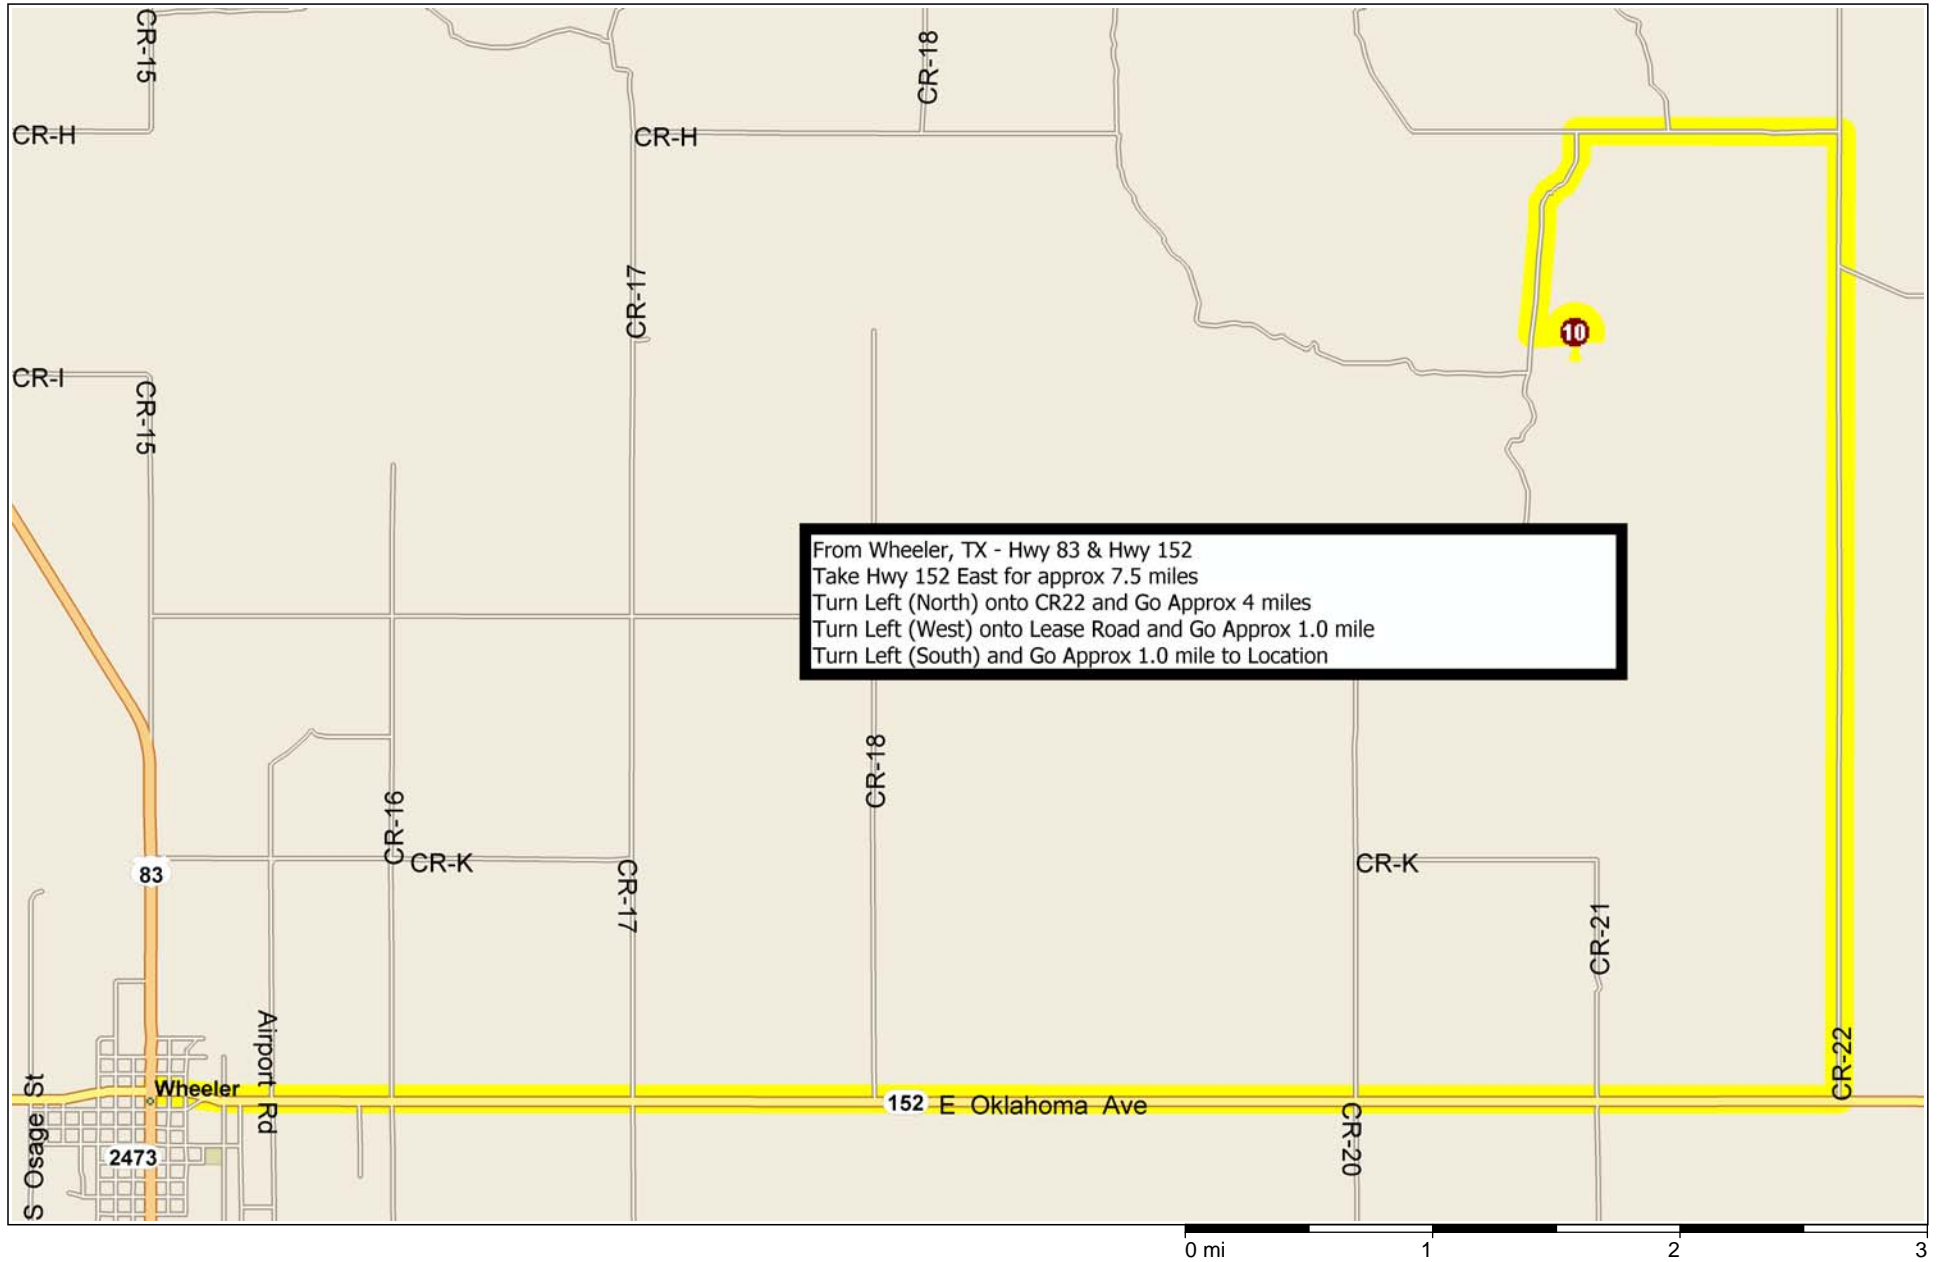 CR-15
CR-18
CR-H
CR-H
CR-17
10
CR-I
CR-15
From Wheeler, TX - Hwy 83 & Hwy 152
Take Hwy 152 East for approx 7.5 miles
Turn Left (North) onto CR22 and Go Approx 4 miles
Turn Left (West) onto Lease Road and Go Approx 1.0 mile
Turn Left (South) and Go Approx 1.0 mile to Location
CR-18
CR-16
CR-K
CR-K
83
CR-17
CR-21
Airport Rd
CR-22
Wheeler
152 E Oklahoma Ave
S Osage St
2473
CR-20
0 mi 1 2 3